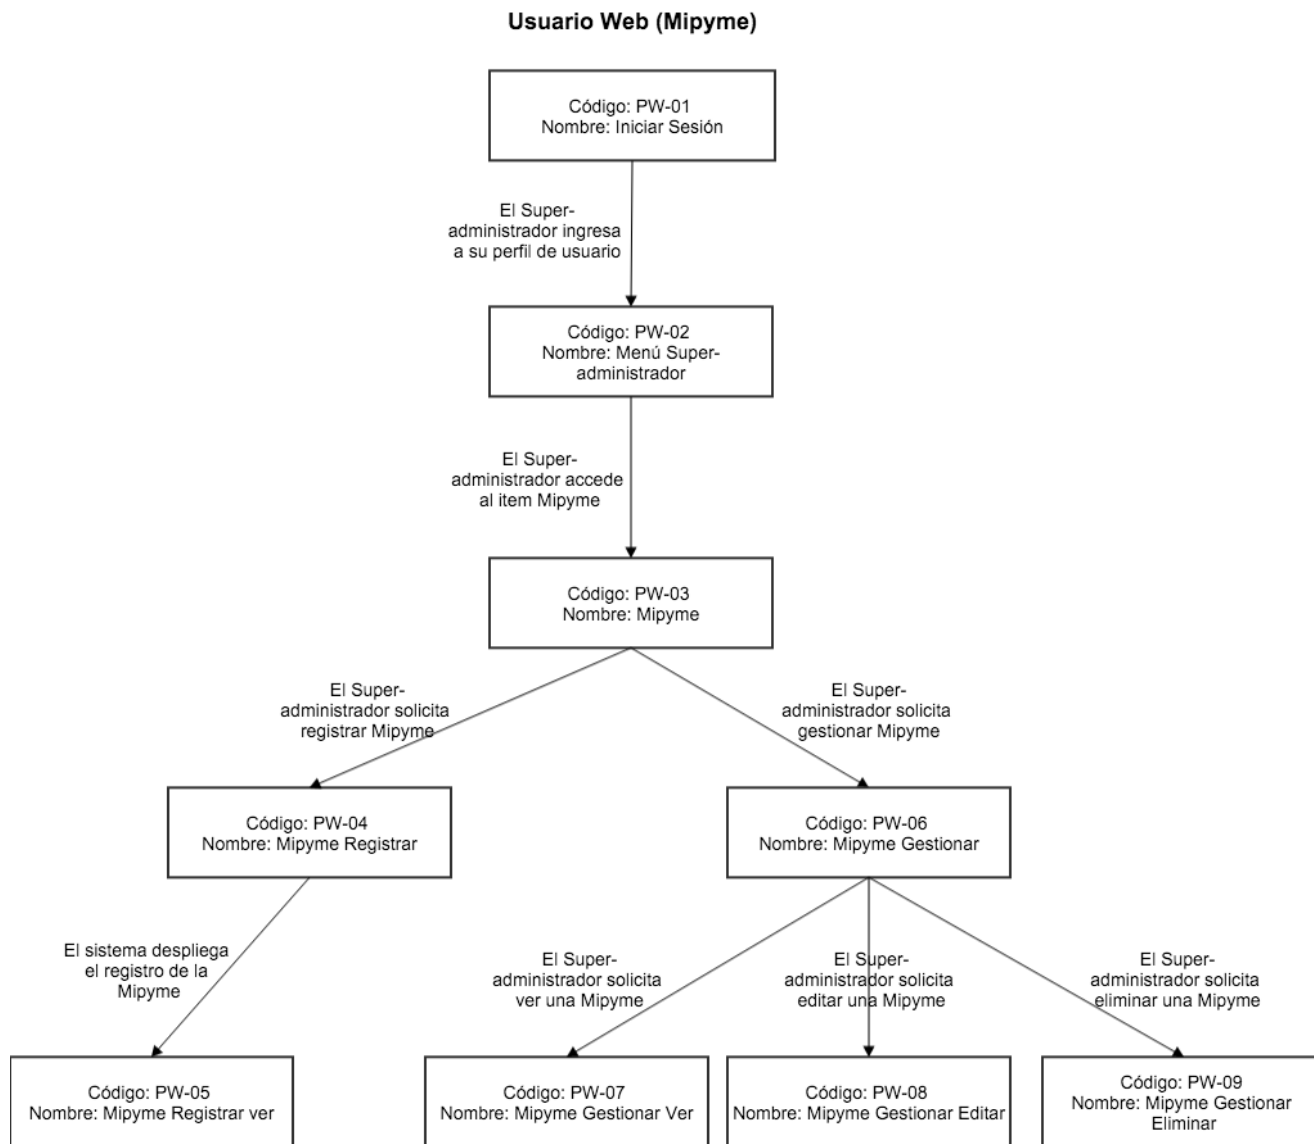 Usuario Web (Mipyme)
Código: PW-01
Nombre: Iniciar Sesión
El Super-
administrador ingresa
a su perfil de usuario
Código: PW-02
Nombre: Menú Super-
administrador
El Super-
administrador accede
al item Mipyme
Código: PW-03
Nombre: Mipyme
El Super-
administrador solicita
registrar Mipyme
El Super-
administrador solicita
gestionar Mipyme
Código: PW-04
Nombre: Mipyme Registrar
Código: PW-06
Nombre: Mipyme Gestionar
El sistema despliega
el registro de la
Mipyme
El Super-
administrador solicita
ver una Mipyme
El Super-
administrador solicita
editar una Mipyme
El Super-
administrador solicita
eliminar una Mipyme
Código: PW-05
Nombre: Mipyme Registrar ver
Código: PW-07
Nombre: Mipyme Gestionar Ver
Código: PW-08
Nombre: Mipyme Gestionar Editar
Código: PW-09
Nombre: Mipyme Gestionar
Eliminar